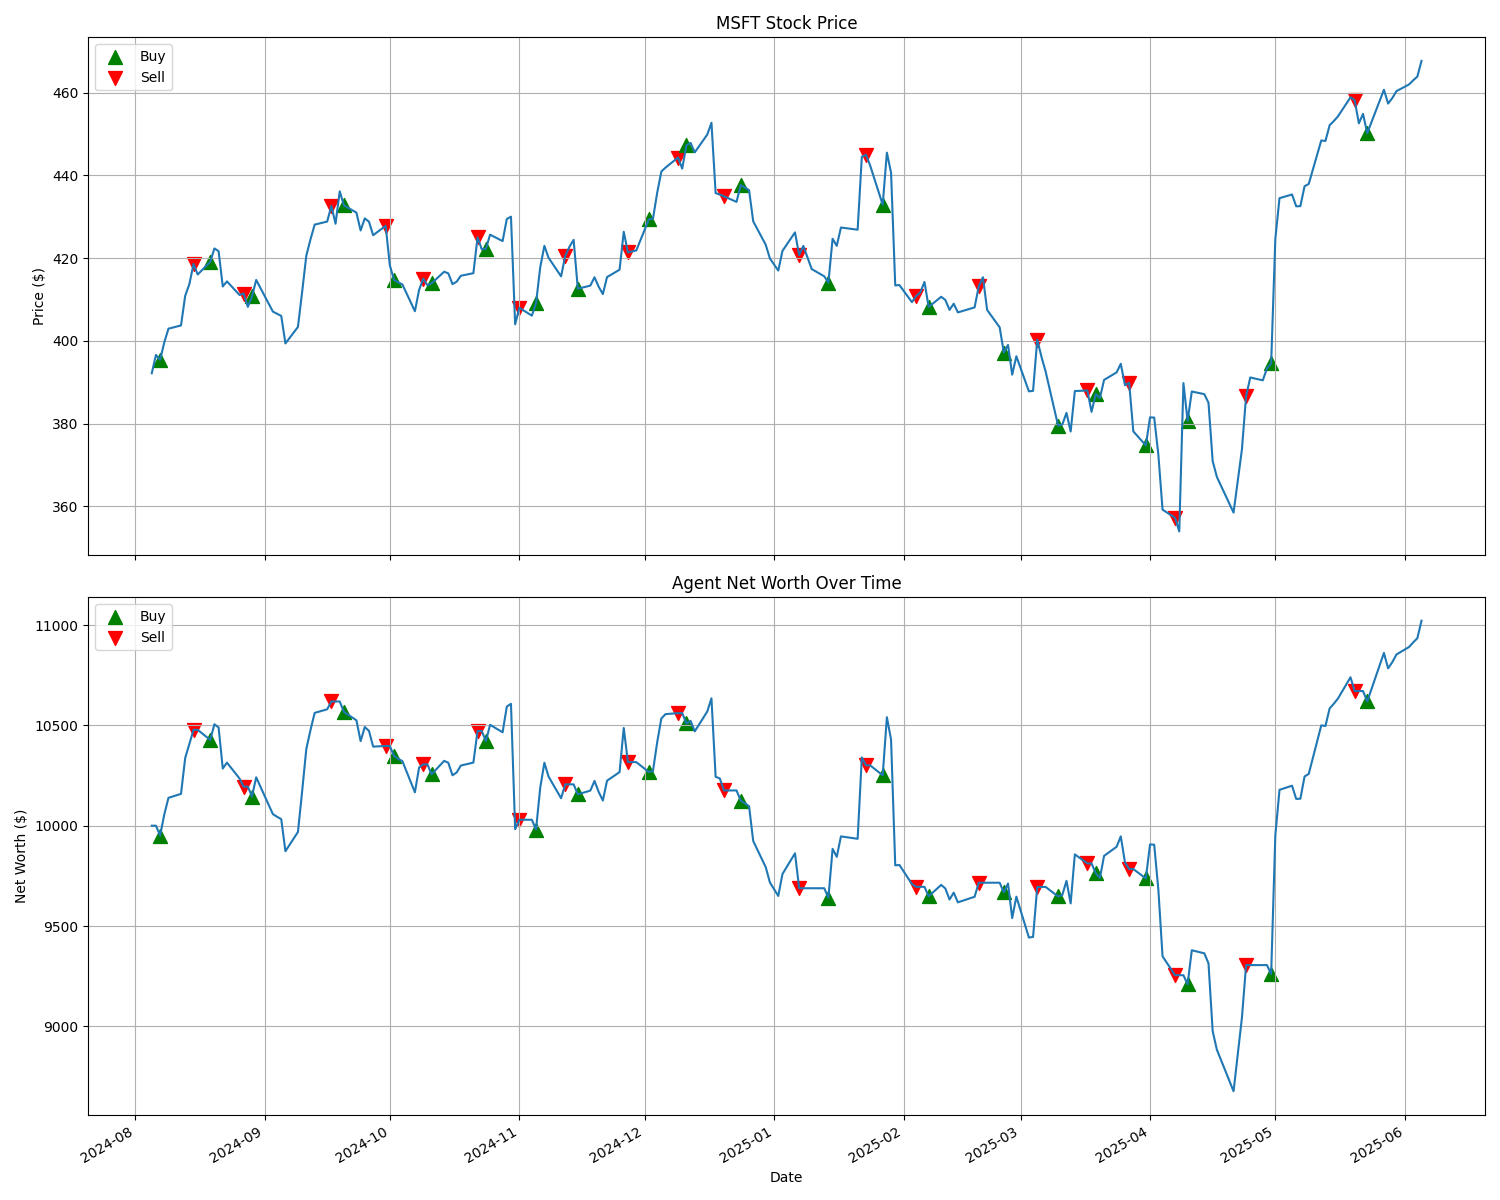 MSFT Stock Price
Buy
Sell
460
440
420
400
380
360
Price ($)
Agent Net Worth Over Time
Buy
Sell
11000
10500
10000
9500
9000
Net Worth ($)
2024-08
2024-09
2024-10
2024-11
2024-12
2025-01
2025-02
2025-03
2025-04
2025-05
2025-06
Date